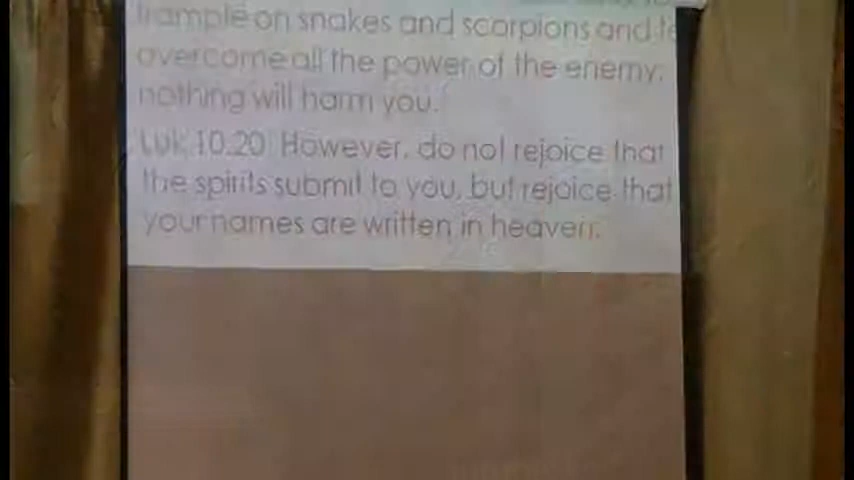 trample on snakes and scorpions and to
overcome all the power of the enemy;
nothing will harm you.
Luk 10.20 However, do not rejoice that
the spirits submit to you, but rejoice that
your names are written in heaven.